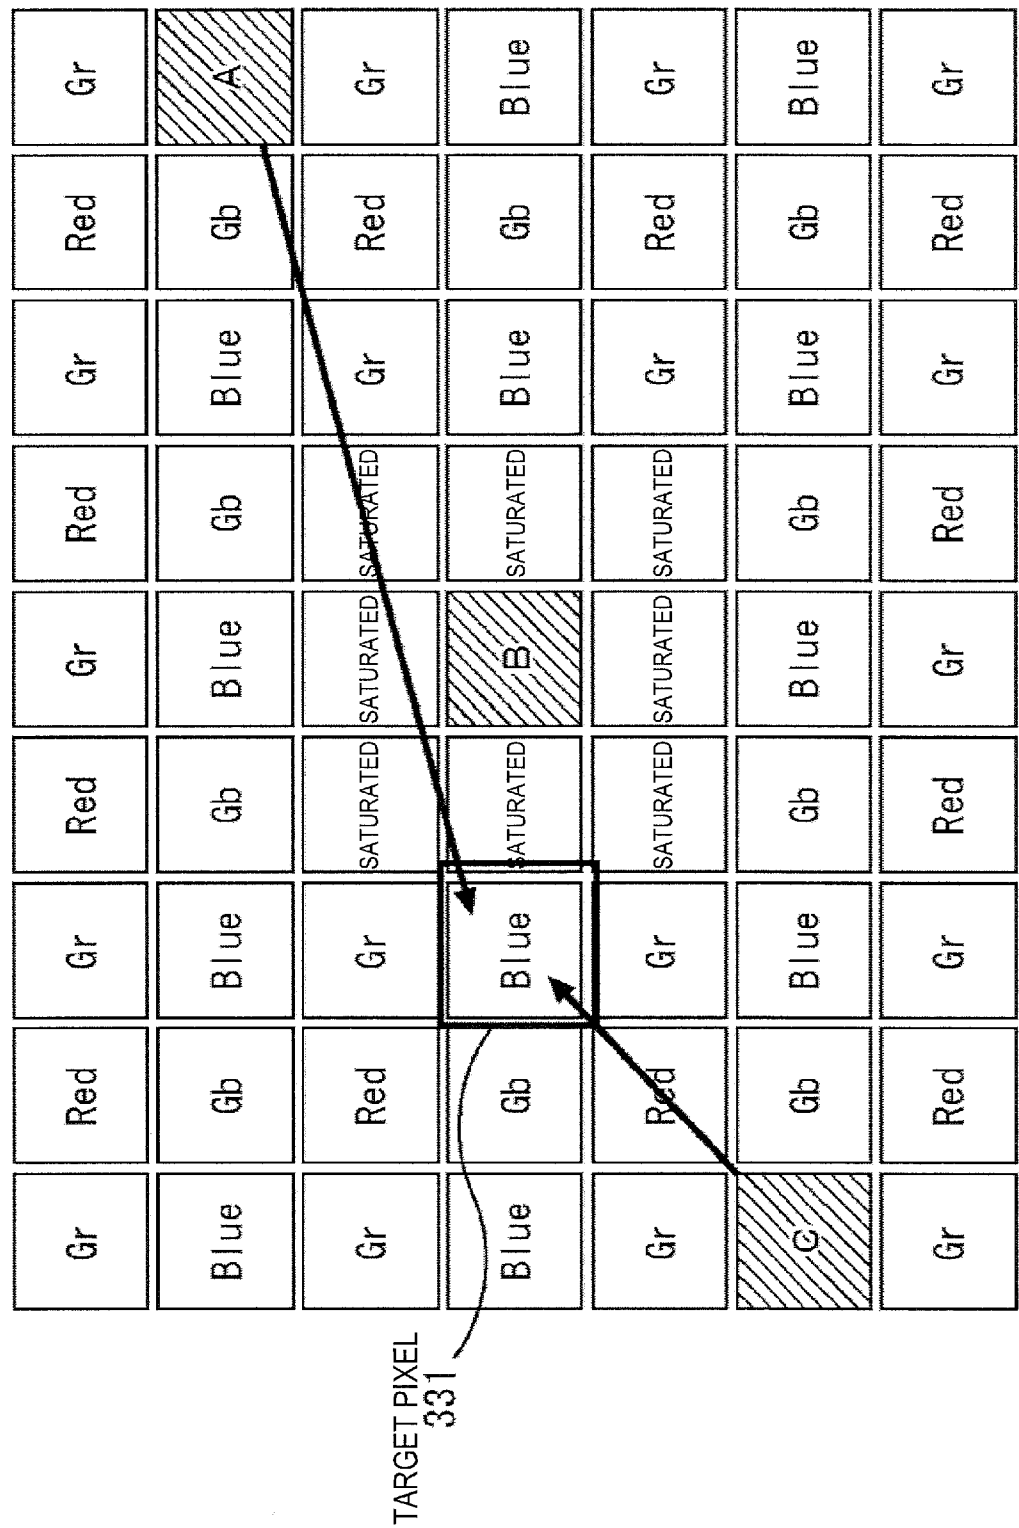 Gr Red Gr Red Gr Red Gr Red Gr
Blue Gb Blue Gb Blue Gb Blue Gb A
Gr Red Gr SATURATED SATURATED SATURATED Gr Red Gr
TARGET PIXEL
331
Blue Gb Blue SATURATED B SATURATED Blue Gb Blue
Gr Red Gr SATURATED SATURATED SATURATED Gr Red Gr
C Gb Blue Gb Blue Gb Blue Gb Blue
Gr Red Gr Red Gr Red Gr Red Gr